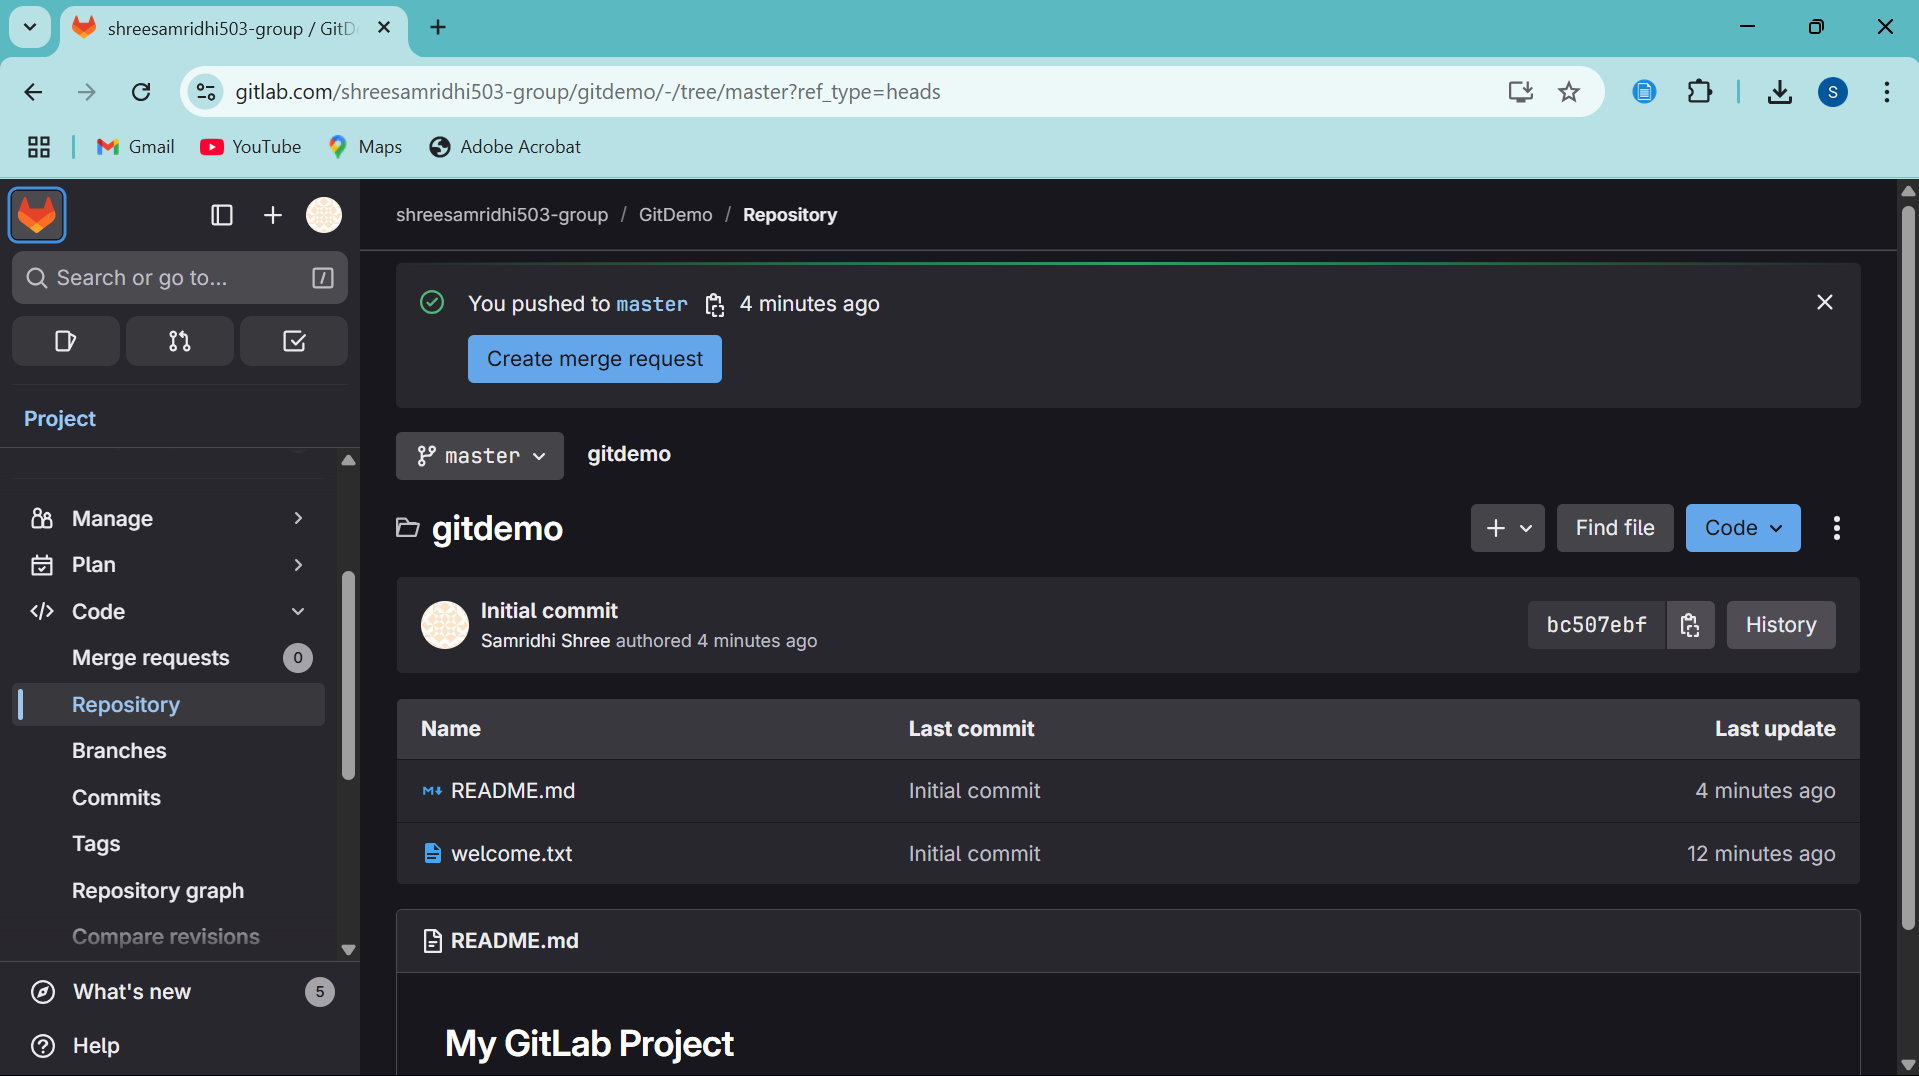 shreesamridhi503-group / GitD
gitlab.com/shreesamridhi503-group/gitdemo/-/tree/master?ref_type=heads
S
Gmail
YouTube
Maps
Adobe Acrobat
shreesamridhi503-group / GitDemo / Repository
Search or go to...
/
You pushed to master 4 minutes ago
Create merge request
Project
master
gitdemo
Manage
Plan
Code
Merge requests 0
Repository
Branches
Commits
Tags
Repository graph
Compare revisions
What's new 5
Help
gitdemo
Find file
Code
Initial commit
Samridhi Shree authored 4 minutes ago
bc507ebf
History
Name Last commit Last update
README.md Initial commit 4 minutes ago
welcome.txt Initial commit 12 minutes ago
README.md
My GitLab Project